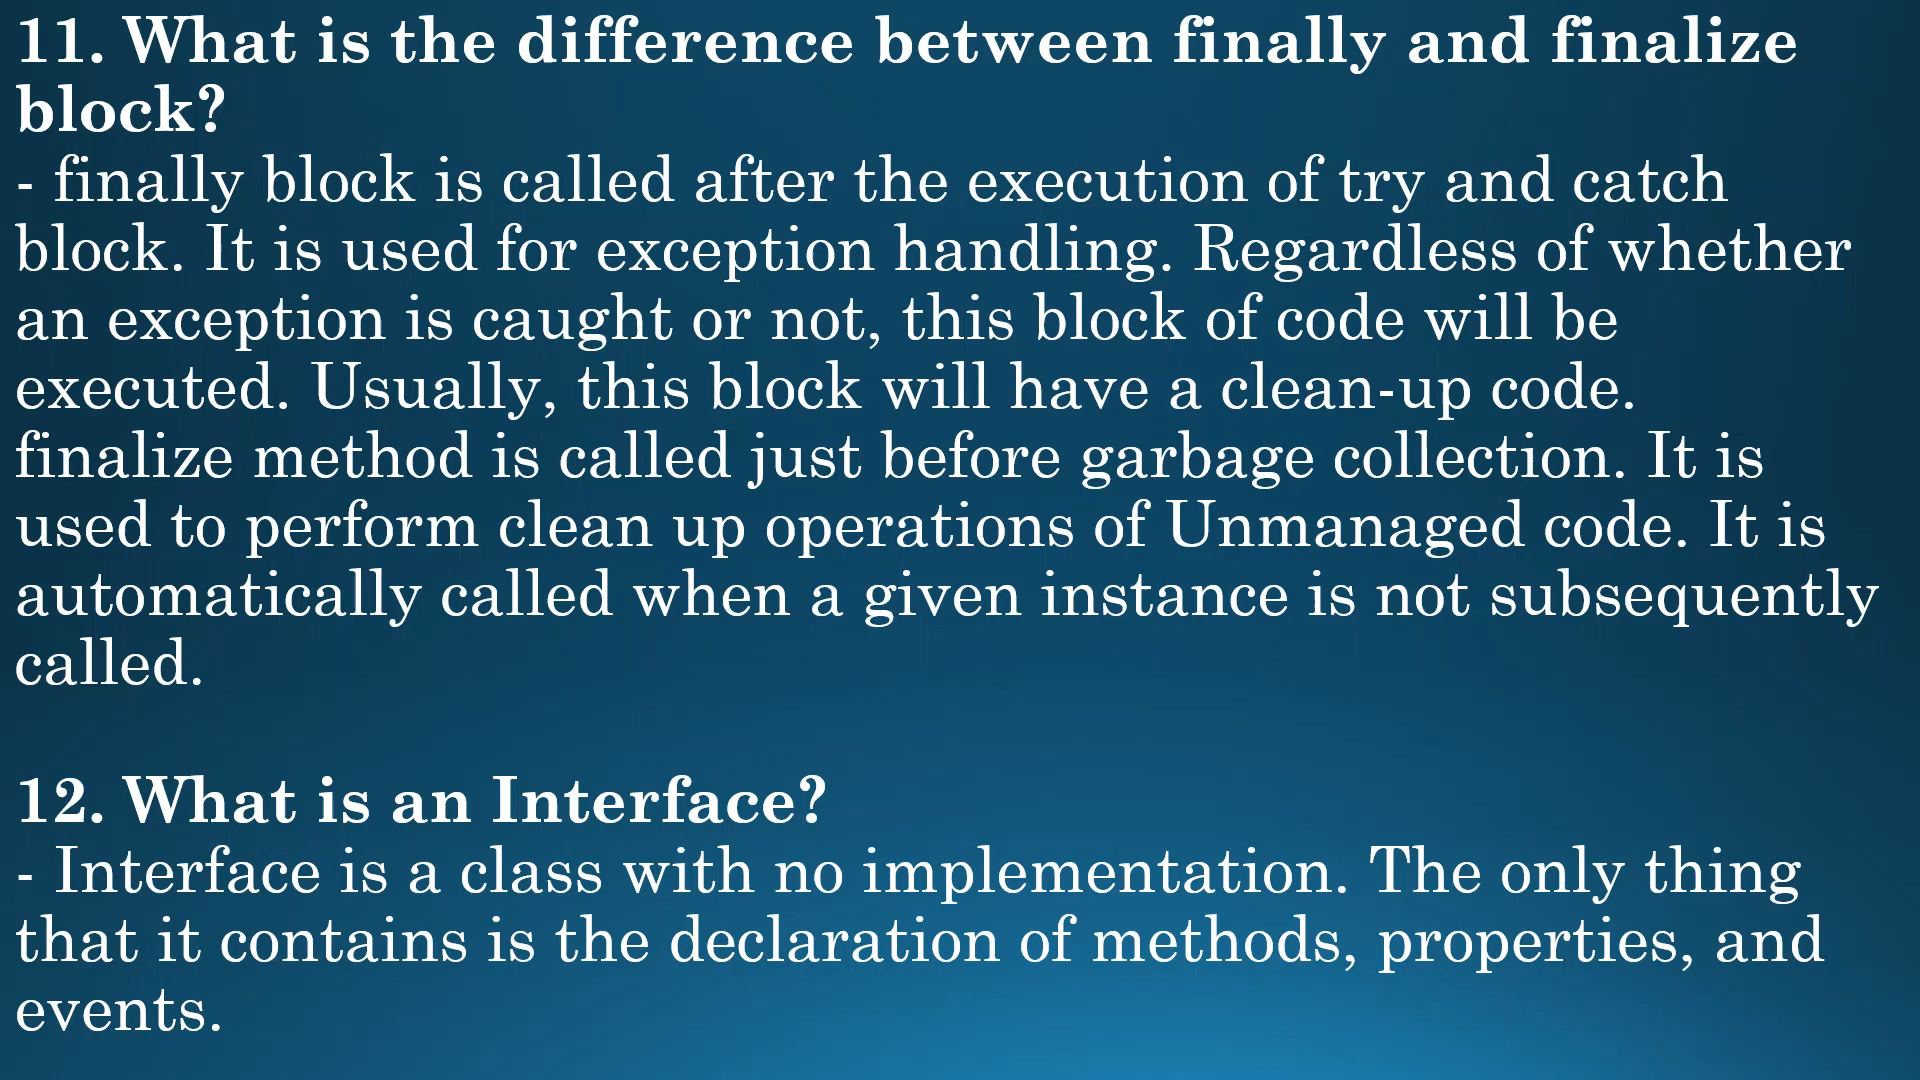 11. What is the difference between finally and finalize
block?
- finally block is called after the execution of try and catch
block. It is used for exception handling. Regardless of whether
an exception is caught or not, this block of code will be
executed. Usually, this block will have a clean-up code.
finalize method is called just before garbage collection. It is
used to perform clean up operations of Unmanaged code. It is
automatically called when a given instance is not subsequently
called.
12. What is an Interface?
- Interface is a class with no implementation. The only thing
that it contains is the declaration of methods, properties, and
events.